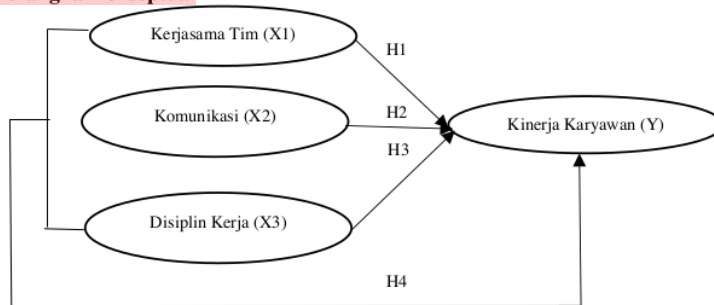 Kerjasama Tim (X1)
H1
Komunikasi (X2)
H2
Kinerja Karyawan (Y)
H3
Disiplin Kerja (X3)
H4